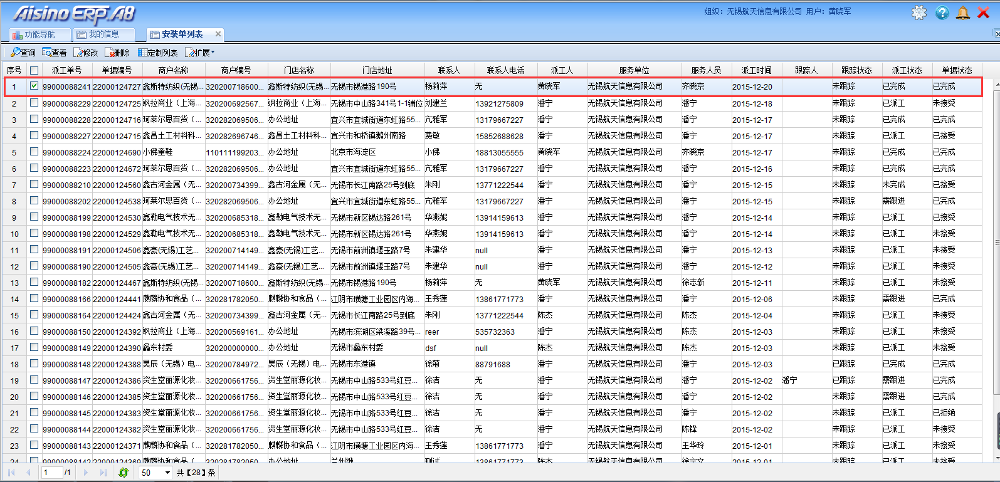 Aisino ERP.A8
组织：无锡航天信息有限公司 用户：黄晓军
功能导航 我的信息 安装单列表
查询 查看 修改 删除 定制列表 扩展
序号 派工单号 单据编号 商户名称 商户编号 门店名称 门店地址 联系人 联系人电话 派工人 服务单位 服务人员 派工时间 跟踪人 跟踪状态 派工状态 单据状态
1 99000088241 22000124727 鑫斯特纺织(无锡... 320200718600... 鑫斯特纺织(无锡... 无锡市锡港路190号 杨莉萍 无 黄晓军 无锡航天信息有限公司 齐晓京 2015-12-20 未跟踪 已完成 已完成
2 99000088229 22000124725 飒拉商业（上海... 320200692567... 飒拉商业（上海... 无锡市中山路341号1-1铺位 刘建兰 13921275809 潘宁 无锡航天信息有限公司 潘宁 2015-12-18 未跟踪 已派工 未接受
3 99000088228 22000124716 珂莱尔思百货（... 320282069506... 办公地址 宜兴市宜城街道东虹路55... 亢雅军 13179667227 潘宁 无锡航天信息有限公司 潘宁 2015-12-17 未跟踪 已完成 已完成
4 99000088227 22000124715 鑫昌土工材料科... 320282696746... 鑫昌土工材料科... 宜兴市和桥镇鹅州南路 费敏 15852688628 潘宁 无锡航天信息有限公司 潘宁 2015-12-17 未跟踪 已派工 已接受
5 99000088224 22000124690 小佛童鞋 110111199203... 办公地址 北京市海淀区 小佛 18813055555 黄晓军 无锡航天信息有限公司 齐晓京 2015-12-17 未跟踪 已完成 已完成
6 99000088223 22000124672 珂莱尔思百货（... 320282069506... 办公地址 宜兴市宜城街道东虹路55... 亢雅军 13179667227 潘宁 无锡航天信息有限公司 潘宁 2015-12-16 未跟踪 已完成 已完成
7 99000088210 22000124560 鑫古河金属（无... 320200734399... 鑫古河金属（无... 无锡市长江南路25号到底 朱刚 13771222544 潘宁 无锡航天信息有限公司 潘宁 2015-12-15 未跟踪 未完成 已接受
8 99000088202 22000124538 珂莱尔思百货（... 320282069506... 办公地址 宜兴市宜城街道东虹路55... 亢雅军 13179667227 潘宁 无锡航天信息有限公司 潘宁 2015-12-15 未跟踪 需跟进 已完成
9 99000088199 22000124530 鑫勒电气技术无... 320200685318... 鑫勒电气技术无... 无锡市新区锡达路261号 华燕妮 13914159613 潘宁 无锡航天信息有限公司 潘宁 2015-12-14 未跟踪 已派工 已接受
10 99000088198 22000124529 鑫勒电气技术无... 320200685318... 鑫勒电气技术无... 无锡市新区锡达路261号 华燕妮 13914159613 潘宁 无锡航天信息有限公司 潘宁 2015-12-14 未跟踪 已派工 未接受
11 99000088191 22000124506 鑫豪(无锡)工艺... 320200714149... 鑫豪(无锡)工艺... 无锡市前洲镇堰玉路7号 朱建华 null 潘宁 无锡航天信息有限公司 潘宁 2015-12-13 未跟踪 已派工 未接受
12 99000088190 22000124505 鑫豪(无锡)工艺... 320200714149... 鑫豪(无锡)工艺... 无锡市前洲镇堰玉路7号 朱建华 null 潘宁 无锡航天信息有限公司 潘宁 2015-12-12 未跟踪 已派工 未接受
13 99000088182 22000124467 鑫斯特纺织(无锡... 320200718600... 鑫斯特纺织(无锡... 无锡市锡港路190号 杨莉萍 无 黄晓军 无锡航天信息有限公司 徐志新 2015-12-11 未跟踪 已派工 未接受
14 99000088166 22000124441 麒麟协和食品（... 320281782050... 麒麟协和食品（... 江阴市璜塘工业园区内海... 王秀莲 13861771773 潘宁 无锡航天信息有限公司 潘宁 2015-12-06 未跟踪 需跟进 已完成
15 99000088164 22000124424 鑫古河金属（无... 320200734399... 鑫古河金属（无... 无锡市长江南路25号到底 朱刚 13771222544 陈杰 无锡航天信息有限公司 陈杰 2015-12-04 未跟踪 已派工 未接受
16 99000088150 22000124392 飒拉商业（上海... 320200569161... 办公地址 无锡市滨湖区梁溪路39号... reer 535732363 潘宁 无锡航天信息有限公司 陈杰 2015-12-03 未跟踪 已派工 未接受
17 99000088149 22000124390 鑫东村委 320200000000... 办公地址 无锡市鑫东村委 dsf null 陈杰 无锡航天信息有限公司 陈杰 2015-12-03 未跟踪 已派工 未接受
18 99000088148 22000124388 昊辰（无锡）电... 320200784972... 昊辰（无锡）电... 无锡市东港镇 徐菊 88791688 潘宁 无锡航天信息有限公司 潘宁 2015-12-03 已跟踪 已完成 已完成
19 99000088147 22000124386 资生堂丽源化妆... 320200661756... 资生堂丽源化妆... 无锡市中山路533号红豆... 徐洁 无 潘宁 无锡航天信息有限公司 潘宁 2015-12-02 潘宁 已跟踪 需跟进 已完成
20 99000088146 22000124385 资生堂丽源化妆... 320200661756... 资生堂丽源化妆... 无锡市中山路533号红豆... 徐洁 无 潘宁 无锡航天信息有限公司 潘宁 2015-12-02 未跟踪 需跟进 已完成
21 99000088145 22000124383 资生堂丽源化妆... 320200661756... 资生堂丽源化妆... 无锡市中山路533号红豆... 徐洁 无 潘宁 无锡航天信息有限公司 潘宁 2015-12-02 未跟踪 已派工 已拒绝
22 99000088144 22000124382 资生堂丽源化妆... 320200661756... 资生堂丽源化妆... 无锡市中山路533号红豆... 徐洁 无 潘宁 无锡航天信息有限公司 陈锋 2015-12-02 未跟踪 已派工 未接受
23 99000088143 22000124371 麒麟协和食品（... 320281782050... 麒麟协和食品（... 江阴市璜塘工业园区内海... 王秀莲 13861771773 潘宁 无锡航天信息有限公司 王华玲 2015-12-01 未跟踪 已派工 未接受
24 99000088142 22000124369 麒麟协和食品（... 320281782050... 办公地址 测试 13861771773 陈杰 无锡航天信息有限公司 徐宇文 2015-12-01 未跟踪 已派工 未接受
1 /1 50 共【28】条